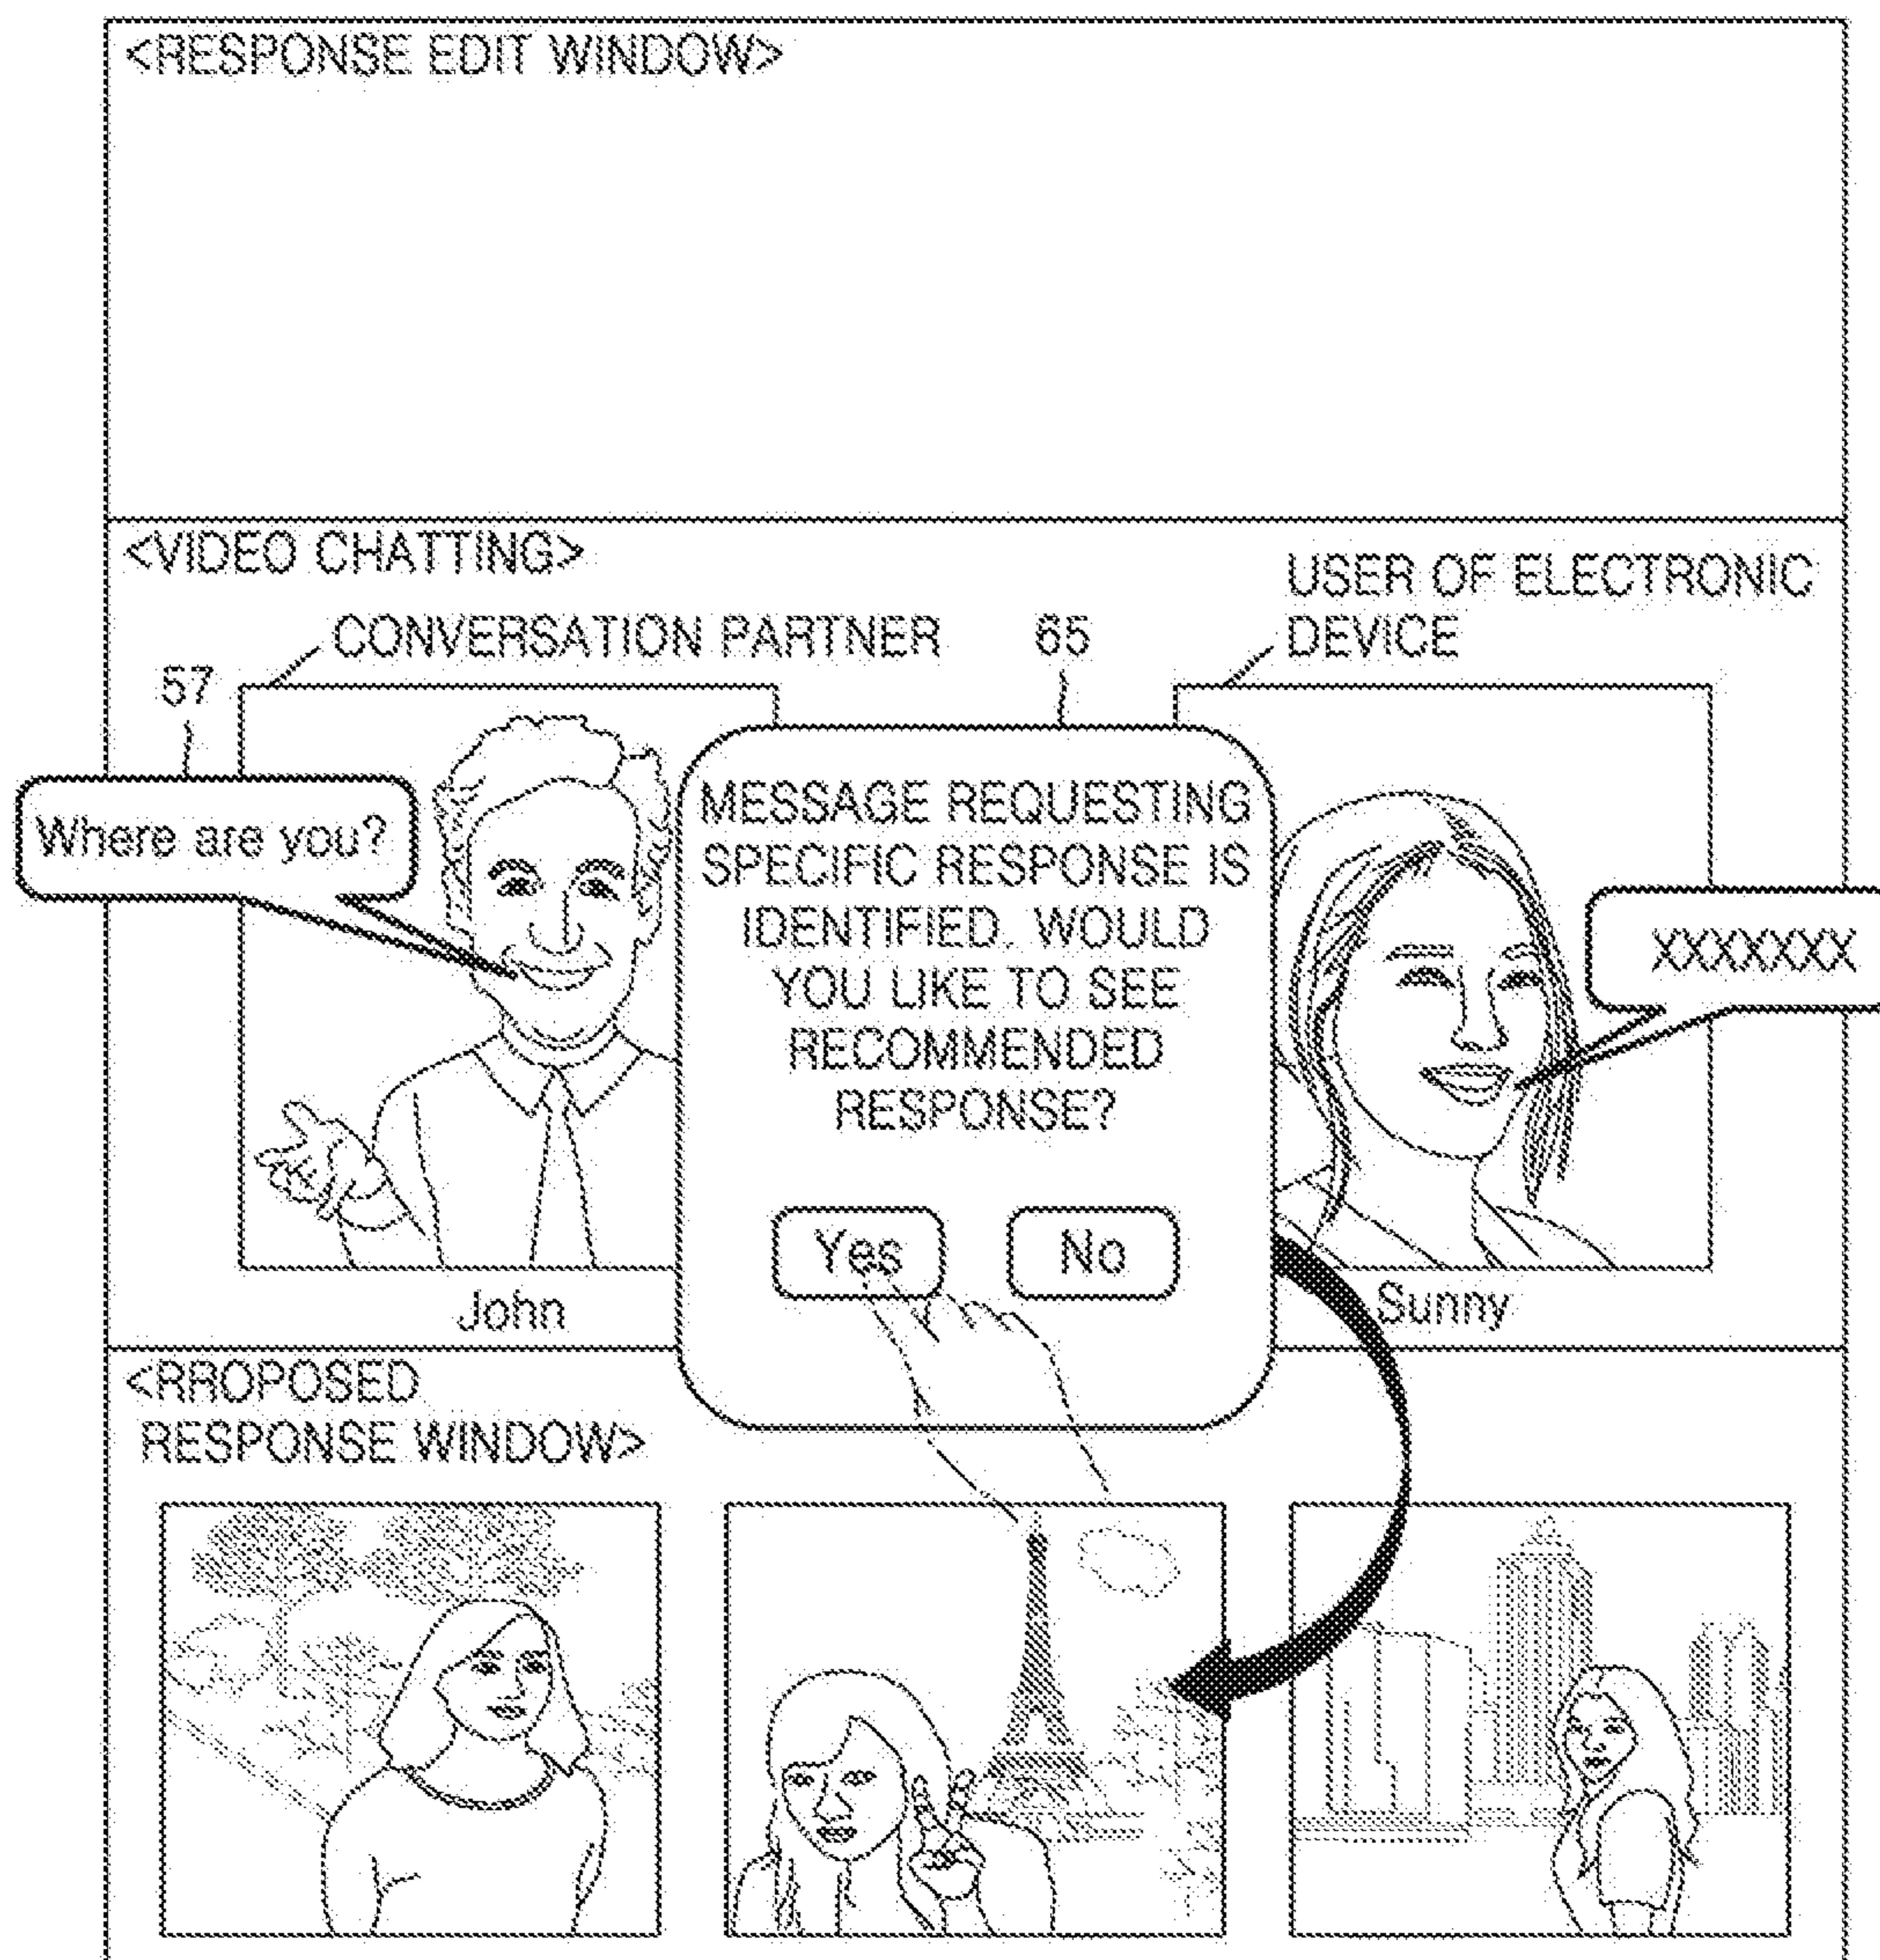 <RESPONSE EDIT WINDOW>
<VIDEO CHATTING>
USER OF ELECTRONIC
DEVICE
CONVERSATION PARTNER
65
57
Where are you?
MESSAGE REQUESTING
SPECIFIC RESPONSE IS
IDENTIFIED. WOULD
YOU LIKE TO SEE
RECOMMENDED
RESPONSE?
XXXXXXX
Yes
No
John
Sunny
<RROPOSED
RESPONSE WINDOW>